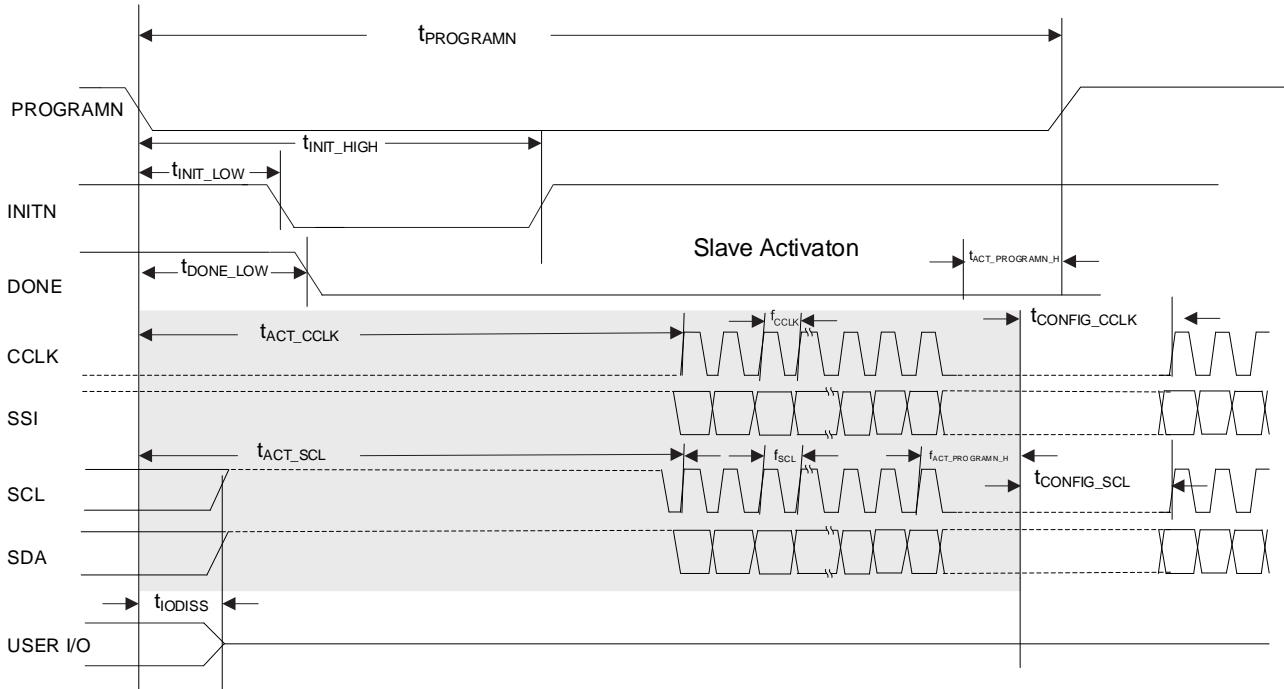 tPROGRAMN
PROGRAMN
tINIT_HIGH
tINIT_LOW
INITN
Slave Activaton
tDONE_LOW
tACT_PROGRAMN_H
DONE
tACT_CCLK
fCCLK
tCONFIG_CCLK
CCLK
SSI
tACT_SCL
fSCL
fACT_PROGRAMN_H
tCONFIG_SCL
SCL
SDA
tIODISS
USER I/O